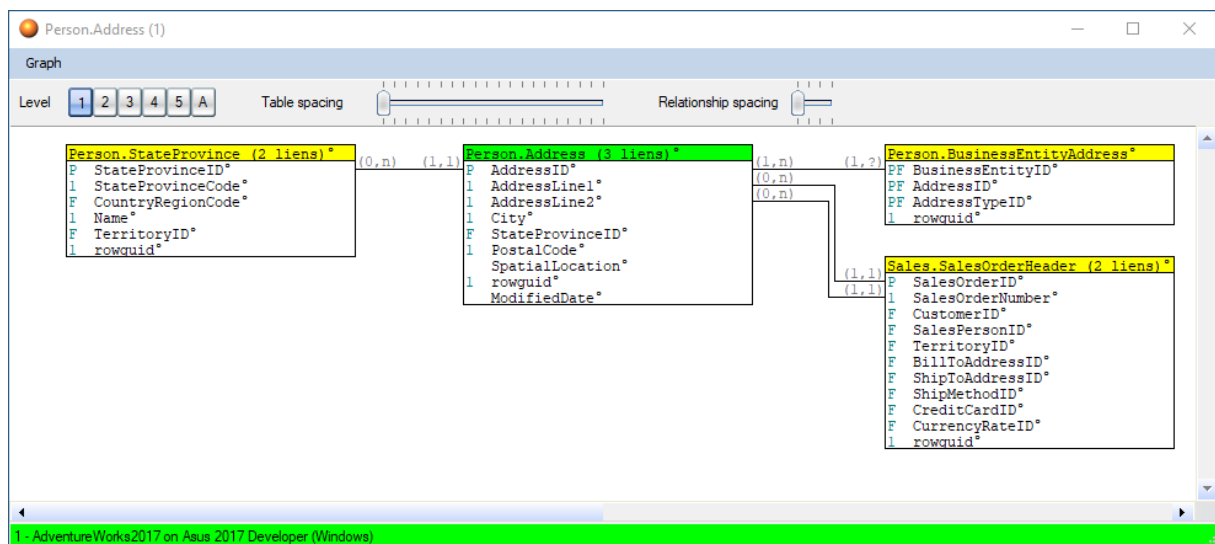 Person.Address (1)
Graph
Level 1 2 3 4 5 A Table spacing Relationship spacing
Person.StateProvince (2 liens)°
P StateProvinceID°
1 StateProvinceCode°
F CountryRegionCode°
1 Name°
F TerritoryID°
1 rowguid°
(0,n) (1,1)
Person.Address (3 liens)°
P AddressID°
1 AddressLine1°
1 AddressLine2°
1 City°
F StateProvinceID°
1 PostalCode°
SpatialLocation°
1 rowguid°
ModifiedDate°
(1,n) (1,?)
(0,n)
(0,n)
Person.BusinessEntityAddress°
PF BusinessEntityID°
PF AddressID°
PF AddressTypeID°
1 rowguid°
(1,1)
(1,1)
Sales.SalesOrderHeader (2 liens)°
P SalesOrderID°
1 SalesOrderNumber°
F CustomerID°
F SalesPersonID°
F TerritoryID°
F BillToAddressID°
F ShipToAddressID°
F ShipMethodID°
F CreditCardID°
F CurrencyRateID°
1 rowguid°
1 - AdventureWorks2017 on Asus 2017 Developer (Windows)